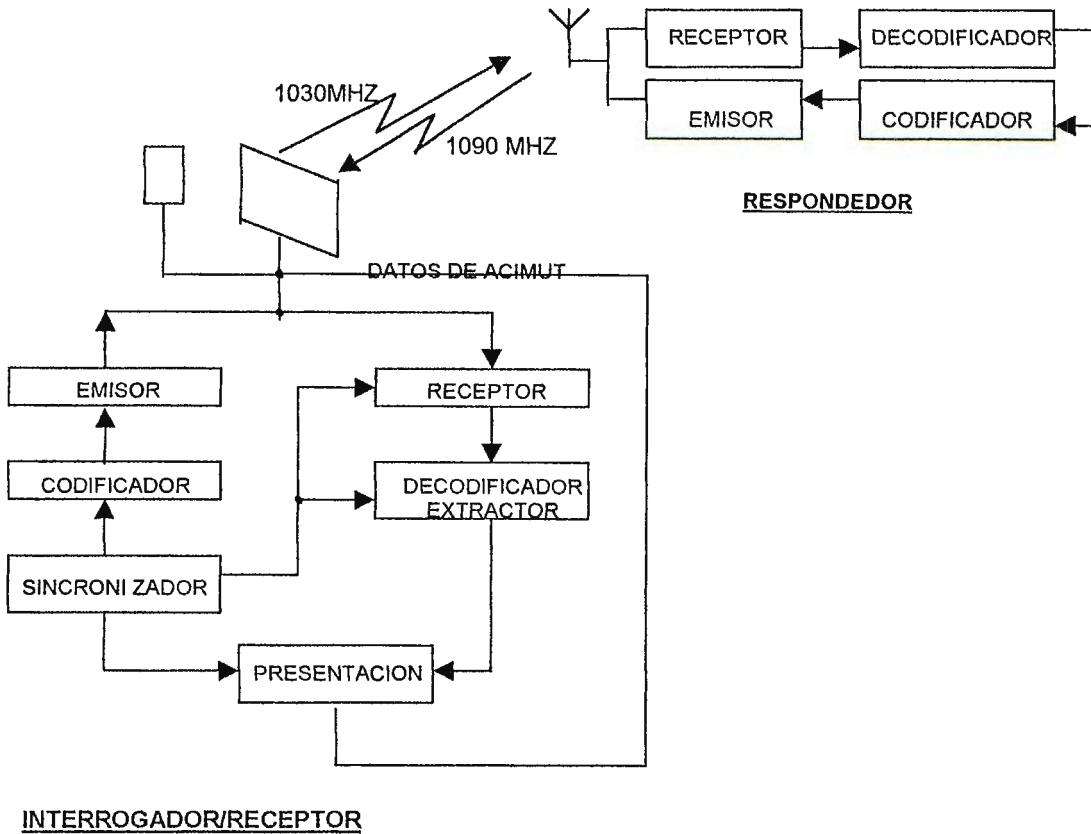 RECEPTOR
DECODIFICADOR
1030MHZ
EMISOR
CODIFICADOR
1090 MHZ
RESPONDEDOR
DATOS DE ACIMUT
EMISOR
RECEPTOR
CODIFICADOR
DECODIFICADOR
EXTRACTOR
SINCRONI ZADOR
PRESENTACION
INTERROGADOR/RECEPTOR